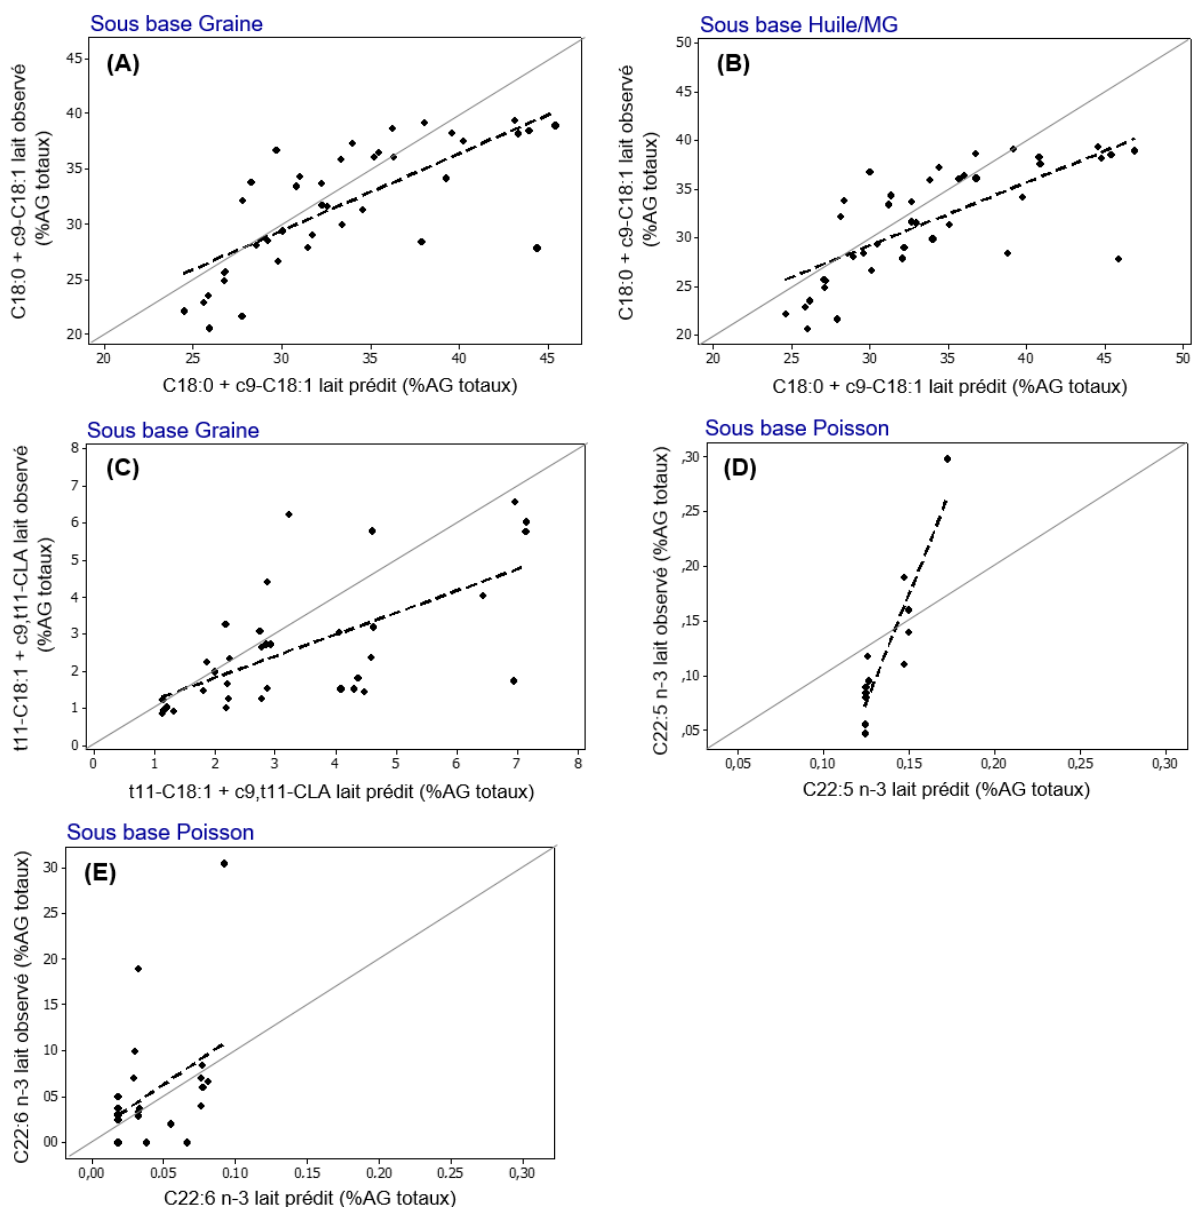 Sous base Graine
(A)
C18:0 + c9-C18:1 lait observé
(%AG totaux)
45
40
35
30
25
20
20 25 30 35 40 45
C18:0 + c9-C18:1 lait prédit (%AG totaux)
Sous base Huile/MG
(B)
C18:0 + c9-C18:1 lait observé
(%AG totaux)
50
45
40
35
30
25
20
20 25 30 35 40 45 50
C18:0 + c9-C18:1 lait prédit (%AG totaux)
Sous base Graine
(C)
t11-C18:1 + c9,t11-CLA lait observé
(%AG totaux)
8
7
6
5
4
3
2
1
0
0 1 2 3 4 5 6 7 8
t11-C18:1 + c9,t11-CLA lait prédit (%AG totaux)
Sous base Poisson
(D)
C22:5 n-3 lait observé (%AG totaux)
,30
,25
,20
,15
,10
,05
0,05 0,10 0,15 0,20 0,25 0,30
C22:5 n-3 lait prédit (%AG totaux)
Sous base Poisson
(E)
C22:6 n-3 lait observé (%AG totaux)
30
25
20
15
10
05
00
0,00 0.05 0.10 0.15 0.20 0.25 0,30
C22:6 n-3 lait prédit (%AG totaux)